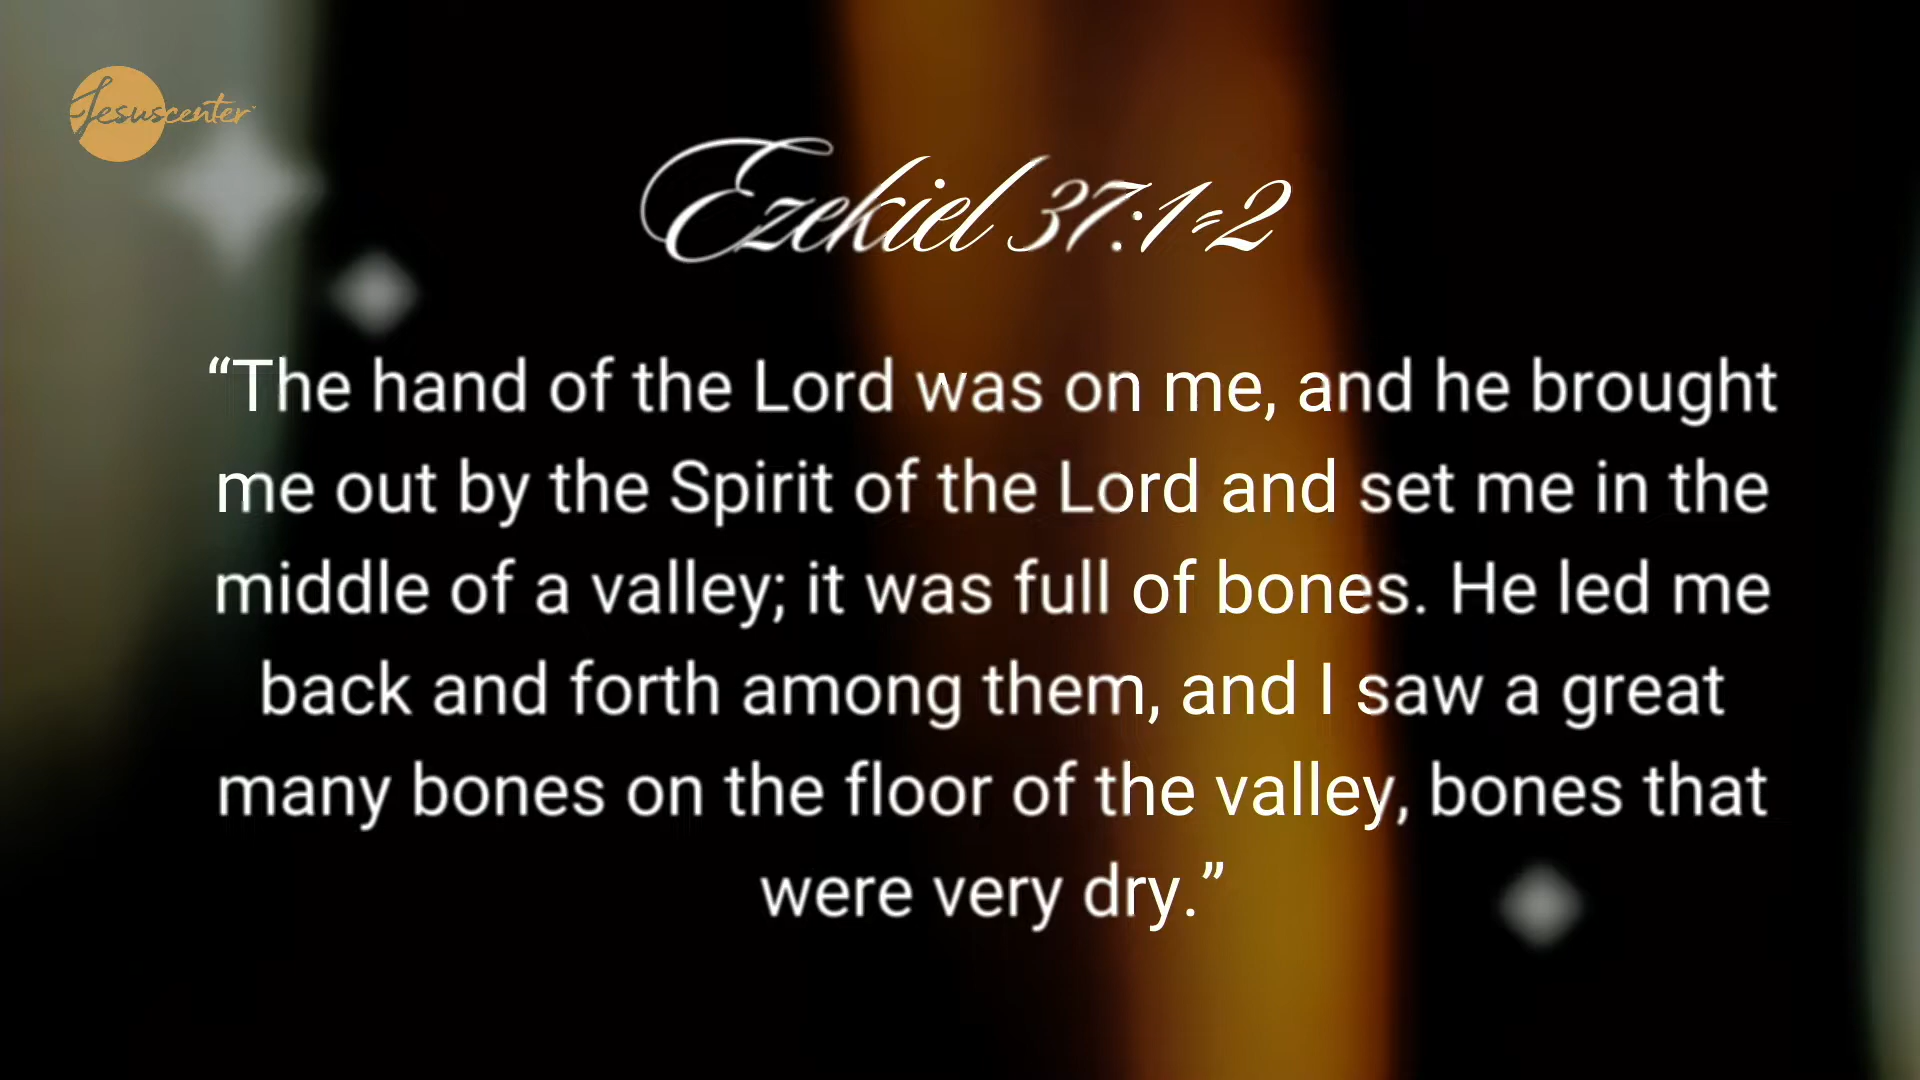 Jesuscenter
Ezekiel 37:1-2
“The hand of the Lord was on me, and he brought
me out by the Spirit of the Lord and set me in the
middle of a valley; it was full of bones. He led me
back and forth among them, and I saw a great
many bones on the floor of the valley, bones that
were very dry.”